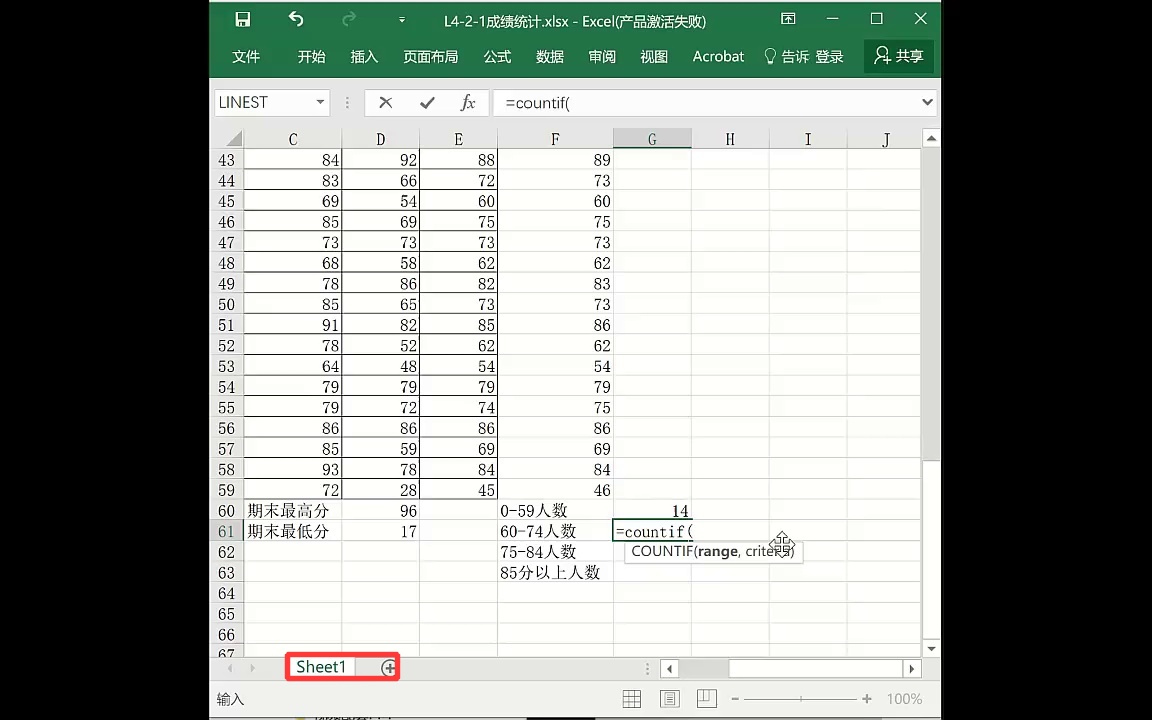 L4-2-1成绩统计.xlsx - Excel(产品激活失败)
文件 开始 插入 页面布局 公式 数据 审阅 视图 Acrobat 告诉 登录 共享
LINEST fx =countif(
C D E F G H I J
43 84 92 88 89
44 83 66 72 73
45 69 54 60 60
46 85 69 75 75
47 73 73 73 73
48 68 58 62 62
49 78 86 82 83
50 85 65 73 73
51 91 82 85 86
52 78 52 62 62
53 64 48 54 54
54 79 79 79 79
55 79 72 74 75
56 86 86 86 86
57 85 59 69 69
58 93 78 84 84
59 72 28 45 46
60 期末最高分 96 0-59人数 14
61 期末最低分 17 60-74人数 =countif(
62 75-84人数 COUNTIF(range, criteria)
63 85分以上人数
64
65
66
67
Sheet1
输入 100%